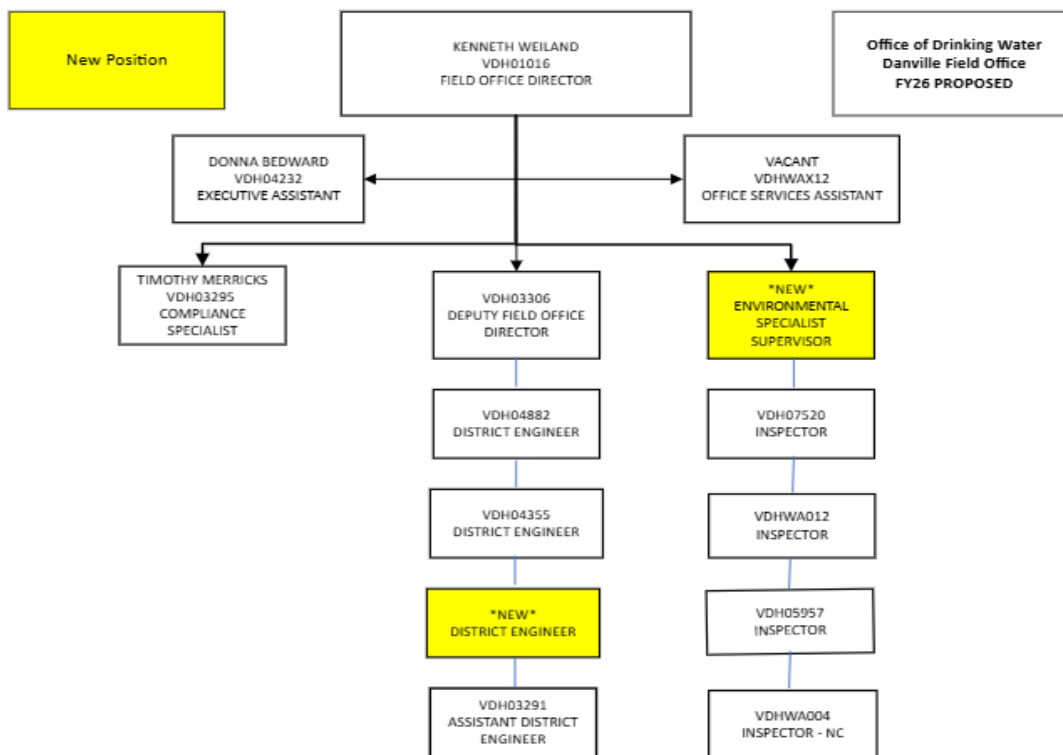 New Position
KENNETH WEILAND
VDH01016
FIELD OFFICE DIRECTOR
Office of Drinking Water
Danville Field Office
FY26 PROPOSED
DONNA BEDWARD
VDH04232
EXECUTIVE ASSISTANT
VACANT
VDHWAX12
OFFICE SERVICES ASSISTANT
TIMOTHY MERRICKS
VDH03295
COMPLIANCE
SPECIALIST
VDH03306
DEPUTY FIELD OFFICE
DIRECTOR
*NEW*
ENVIRONMENTAL
SPECIALIST
SUPERVISOR
VDH04882
DISTRICT ENGINEER
VDH07520
INSPECTOR
VDH04355
DISTRICT ENGINEER
VDHWA012
INSPECTOR
*NEW*
DISTRICT ENGINEER
VDH05957
INSPECTOR
VDH03291
ASSISTANT DISTRICT
ENGINEER
VDHWA004
INSPECTOR - NC